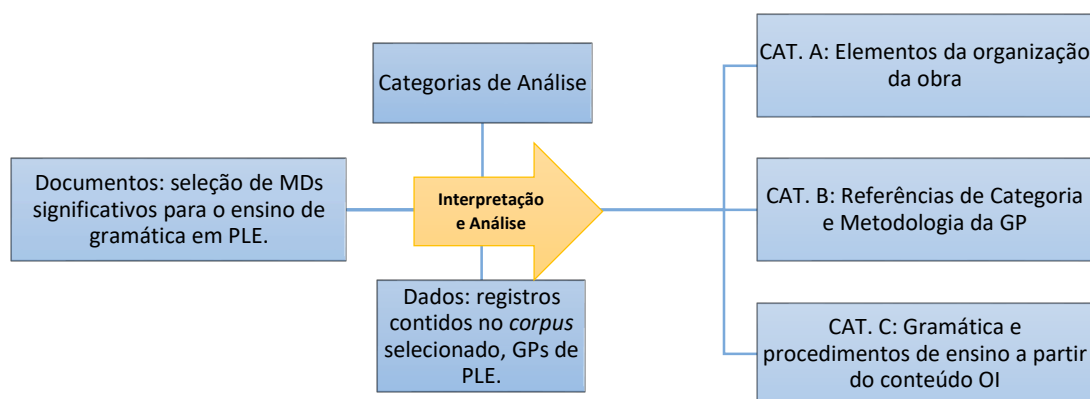 Categorias de Análise
Documentos: seleção de MDs
significativos para o ensino de
gramática em PLE.
Interpretação
e Análise
Dados: registros
contidos no corpus
selecionado, GPs de
PLE.
CAT. A: Elementos da organização
da obra
CAT. B: Referências de Categoria
e Metodologia da GP
CAT. C: Gramática e
procedimentos de ensino a partir
do conteúdo OI